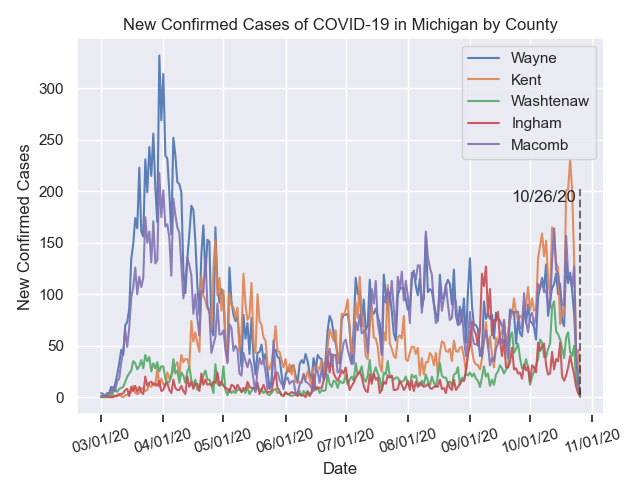 New Confirmed Cases of COVID-19 in Michigan by County
Wayne
Kent
Washtenaw
Ingham
Macomb
10/26/20
New Confirmed Cases
300
250
200
150
100
50
0
03/01/20
04/01/20
05/01/20
06/01/20
07/01/20
08/01/20
09/01/20
10/01/20
11/01/20
Date